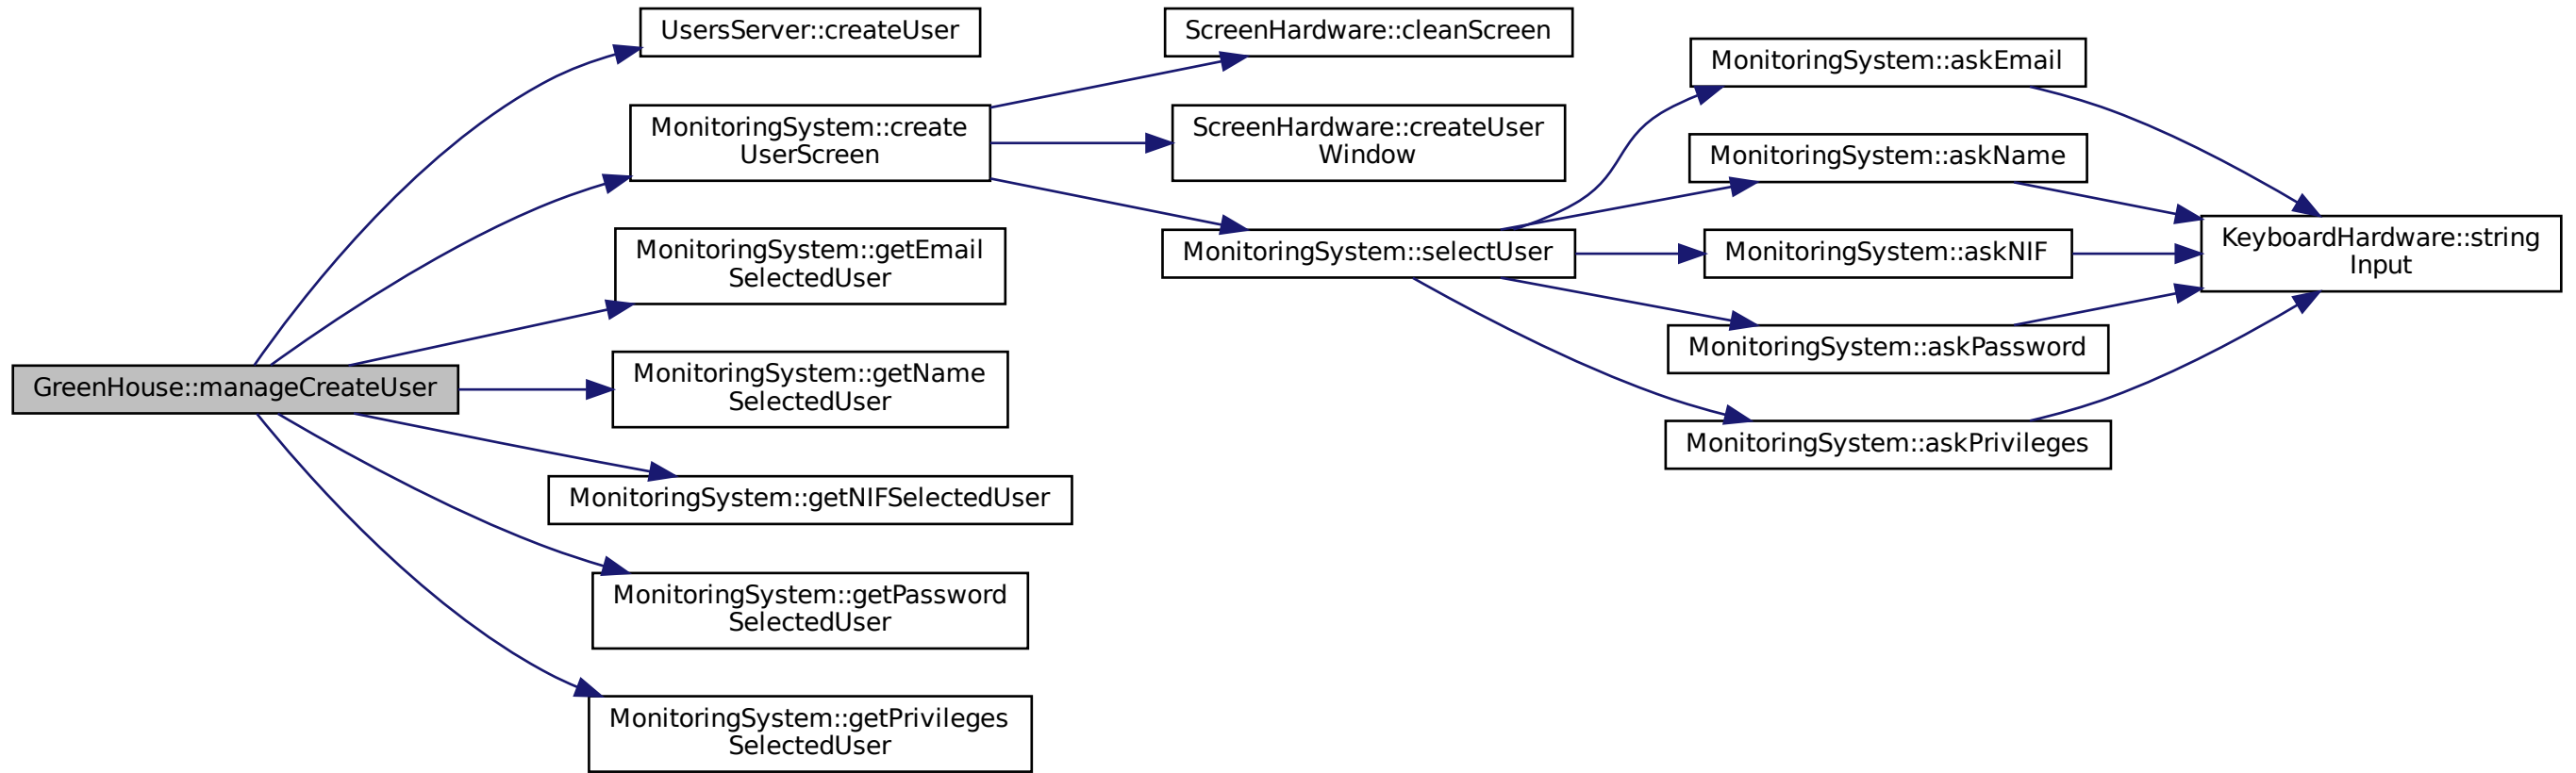 GreenHouse::manageCreateUser
UsersServer::createUser
MonitoringSystem::create
UserScreen
MonitoringSystem::getEmail
SelectedUser
MonitoringSystem::getName
SelectedUser
MonitoringSystem::getNIFSelectedUser
MonitoringSystem::getPassword
SelectedUser
MonitoringSystem::getPrivileges
SelectedUser
ScreenHardware::cleanScreen
ScreenHardware::createUser
Window
MonitoringSystem::selectUser
MonitoringSystem::askEmail
MonitoringSystem::askName
MonitoringSystem::askNIF
MonitoringSystem::askPassword
MonitoringSystem::askPrivileges
KeyboardHardware::string
Input